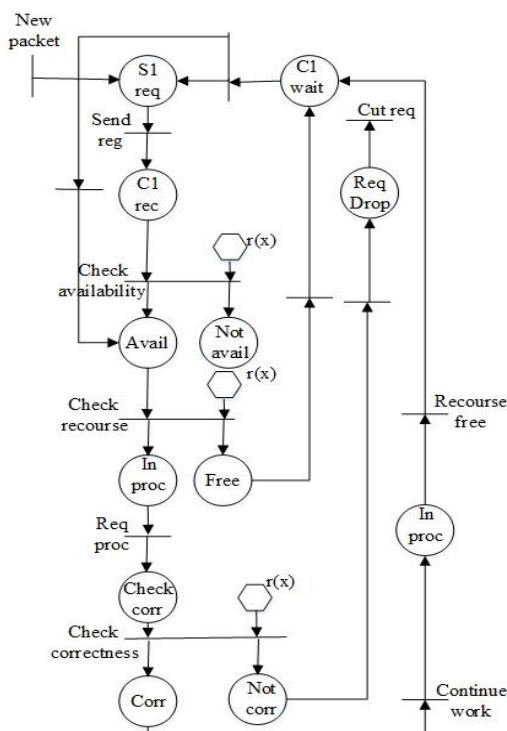 New
packet
S1
req
C1
wait
Send
reg
Cut req
C1
rec
Req
Drop
r(x)
Check
availability
Avail
Not
avail
r(x)
Check
recourse
Recourse
free
In
proc
Free
Req
proc
In
proc
Check
corr
r(x)
Check
correctness
Corr
Not
corr
Continue
work